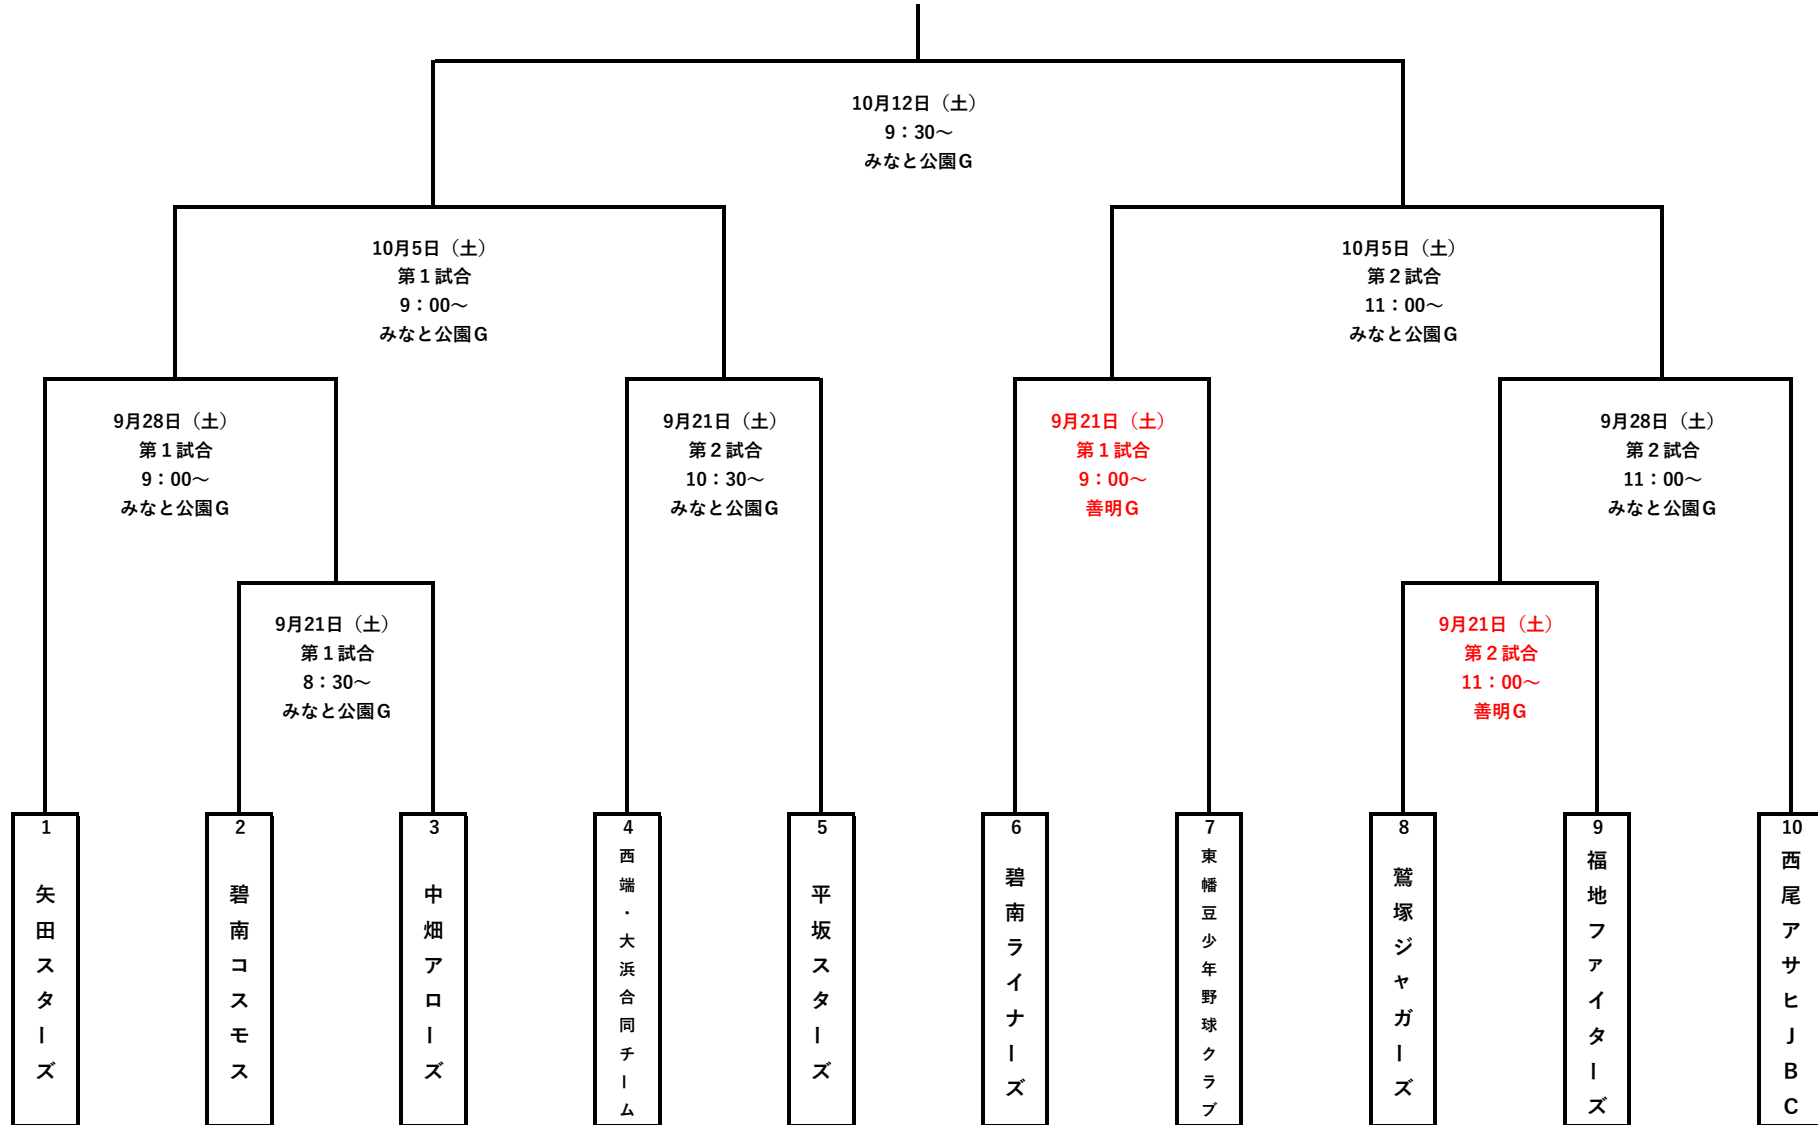 10月12日（土）
9：30～
みなと公園Ｇ
10月5日（土）
第１試合
9：00～
みなと公園Ｇ
10月5日（土）
第２試合
11：00～
みなと公園Ｇ
9月28日（土）
第１試合
9：00～
みなと公園Ｇ
9月21日（土）
第２試合
10：30～
みなと公園Ｇ
9月21日（土）
第１試合
9：00～
善明Ｇ
9月28日（土）
第２試合
11：00～
みなと公園Ｇ
9月21日（土）
第１試合
8：30～
みなと公園Ｇ
9月21日（土）
第２試合
11：00～
善明Ｇ
1
矢田スターズ
2
碧南コスモス
3
中畑アローズ
4
西端・大浜合同チーム
5
平坂スターズ
6
碧南ライナーズ
7
東幡豆少年野球クラブ
8
鷲塚ジャガーズ
9
福地ファイターズ
10
西尾アサヒＪＢＣ